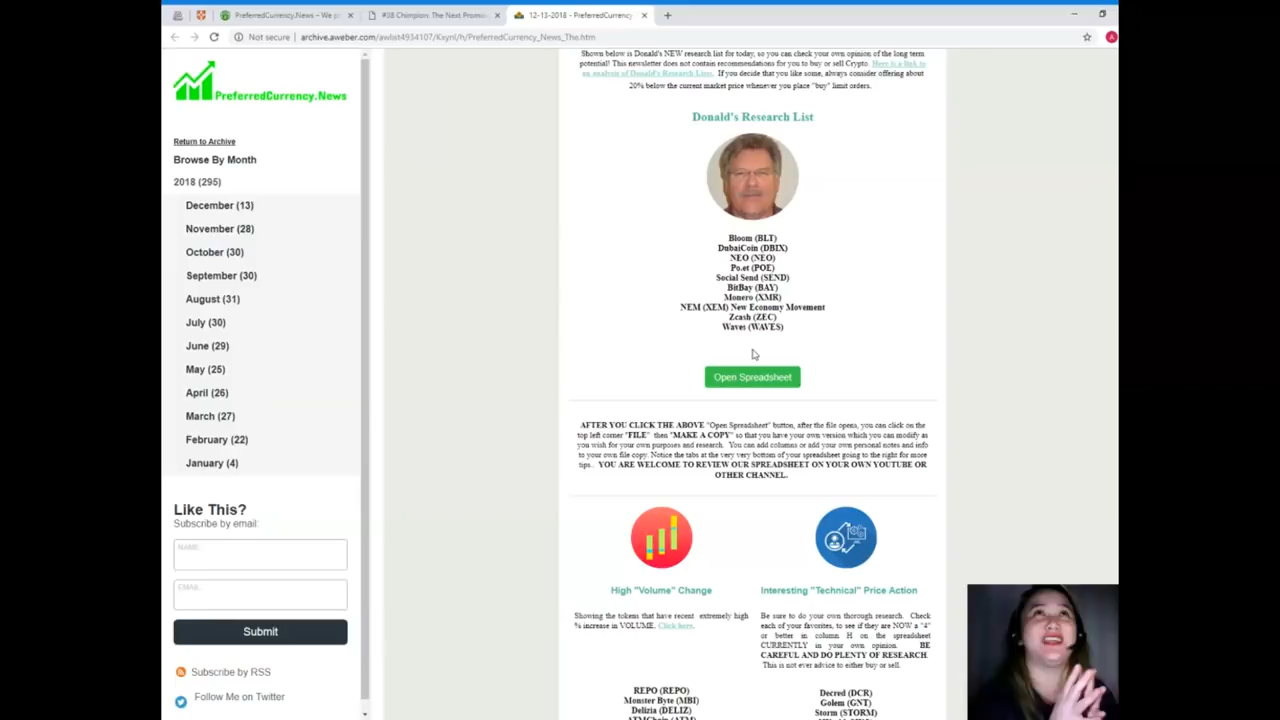 PreferredCurrency.News – We p
#38 Chimpion: The Next Promis
12-13-2018 - PreferredCurrency
Not secure | archive.aweber.com/awlist4934107/Kxynl/h/PreferredCurrency_News_The.htm
PreferredCurrency.News
Return to Archive
Browse By Month
2018 (295)
December (13)
November (28)
October (30)
September (30)
August (31)
July (30)
June (29)
May (25)
April (26)
March (27)
February (22)
January (4)
Like This?
Subscribe by email:
NAME:
EMAIL:
Submit
Subscribe by RSS
Follow Me on Twitter
Shown below is Donald's NEW research list for today, so you can check your own opinion of the long term
potential! This newsletter does not contain recommendations for you to buy or sell Crypto. Here is a link to
an analysis of Donald's Research Lists. If you decide that you like some, always consider offering about
20% below the current market price whenever you place "buy" limit orders.
Donald's Research List
Bloom (BLT)
DubaiCoin (DBIX)
NEO (NEO)
Po.et (POE)
Social Send (SEND)
BitBay (BAY)
Monero (XMR)
NEM (XEM) New Economy Movement
Zcash (ZEC)
Waves (WAVES)
Open Spreadsheet
AFTER YOU CLICK THE ABOVE "Open Spreadsheet" button, after the file opens, you can click on the
top left corner "FILE" then "MAKE A COPY" so that you have your own version which you can modify as
you wish for your own purposes and research. You can add columns or add your own personal notes and info
to your own file copy. Notice the tabs at the very very bottom of your spreadsheet going to the right for more
tips.. YOU ARE WELCOME TO REVIEW OUR SPREADSHEET ON YOUR OWN YOUTUBE OR
OTHER CHANNEL.
High "Volume" Change
Showing the tokens that have recent extremely high
% increase in VOLUME. Click here.
REPO (REPO)
Monster Byte (MBI)
Delizia (DELIZ)
ATMChain (ATM)
Interesting "Technical" Price Action
Be sure to do your own thorough research. Check
each of your favorites, to see if they are NOW a "4"
or better in column H on the spreadsheet
CURRENTLY in your own opinion. BE
CAREFUL AND DO PLENTY OF RESEARCH.
This is not ever advice to either buy or sell.
Decred (DCR)
Golem (GNT)
Storm (STORM)